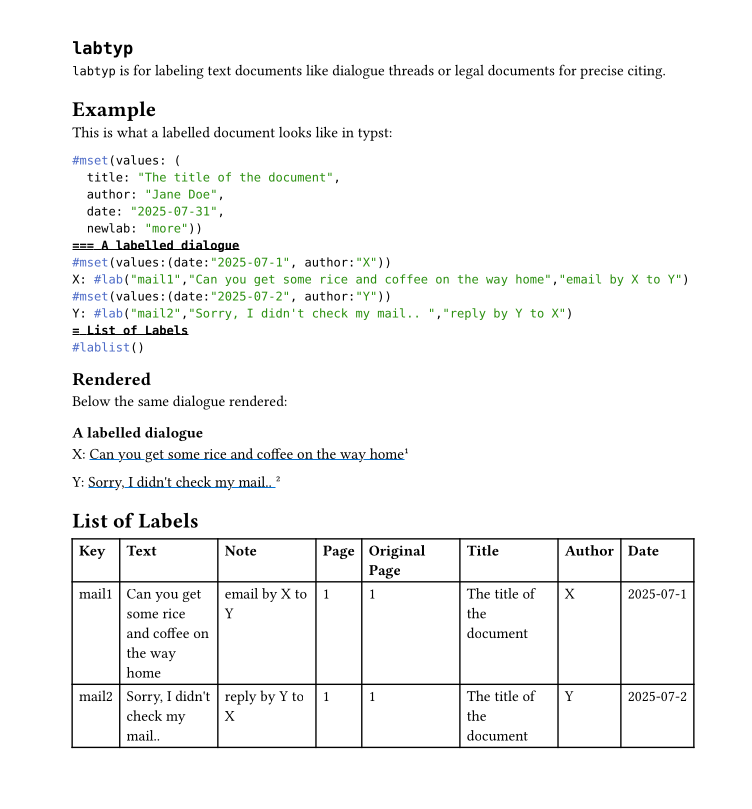 labtyp
labtyp is for labeling text documents like dialogue threads or legal documents for precise citing.
Example
This is what a labelled document looks like in typst:
#mset(values: (
  title: "The title of the document",
  author: "Jane Doe",
  date: "2025-07-31",
  newlab: "more"))
=== A labelled dialogue
#mset(values:(date:"2025-07-1", author:"X"))
X: #lab("mail1","Can you get some rice and coffee on the way home","email by X to Y")
#mset(values:(date:"2025-07-2", author:"Y"))
Y: #lab("mail2","Sorry, I didn't check my mail.. ","reply by Y to X")
= List of Labels
#lablist()
Rendered
Below the same dialogue rendered:
A labelled dialogue
X: Can you get some rice and coffee on the way home¹
Y: Sorry, I didn't check my mail.. ²
List of Labels
Key Text Note Page Original Page Title Author Date
mail1 Can you get some rice and coffee on the way home email by X to Y 1 1 The title of the document X 2025-07-1
mail2 Sorry, I didn't check my mail.. reply by Y to X 1 1 The title of the document Y 2025-07-2